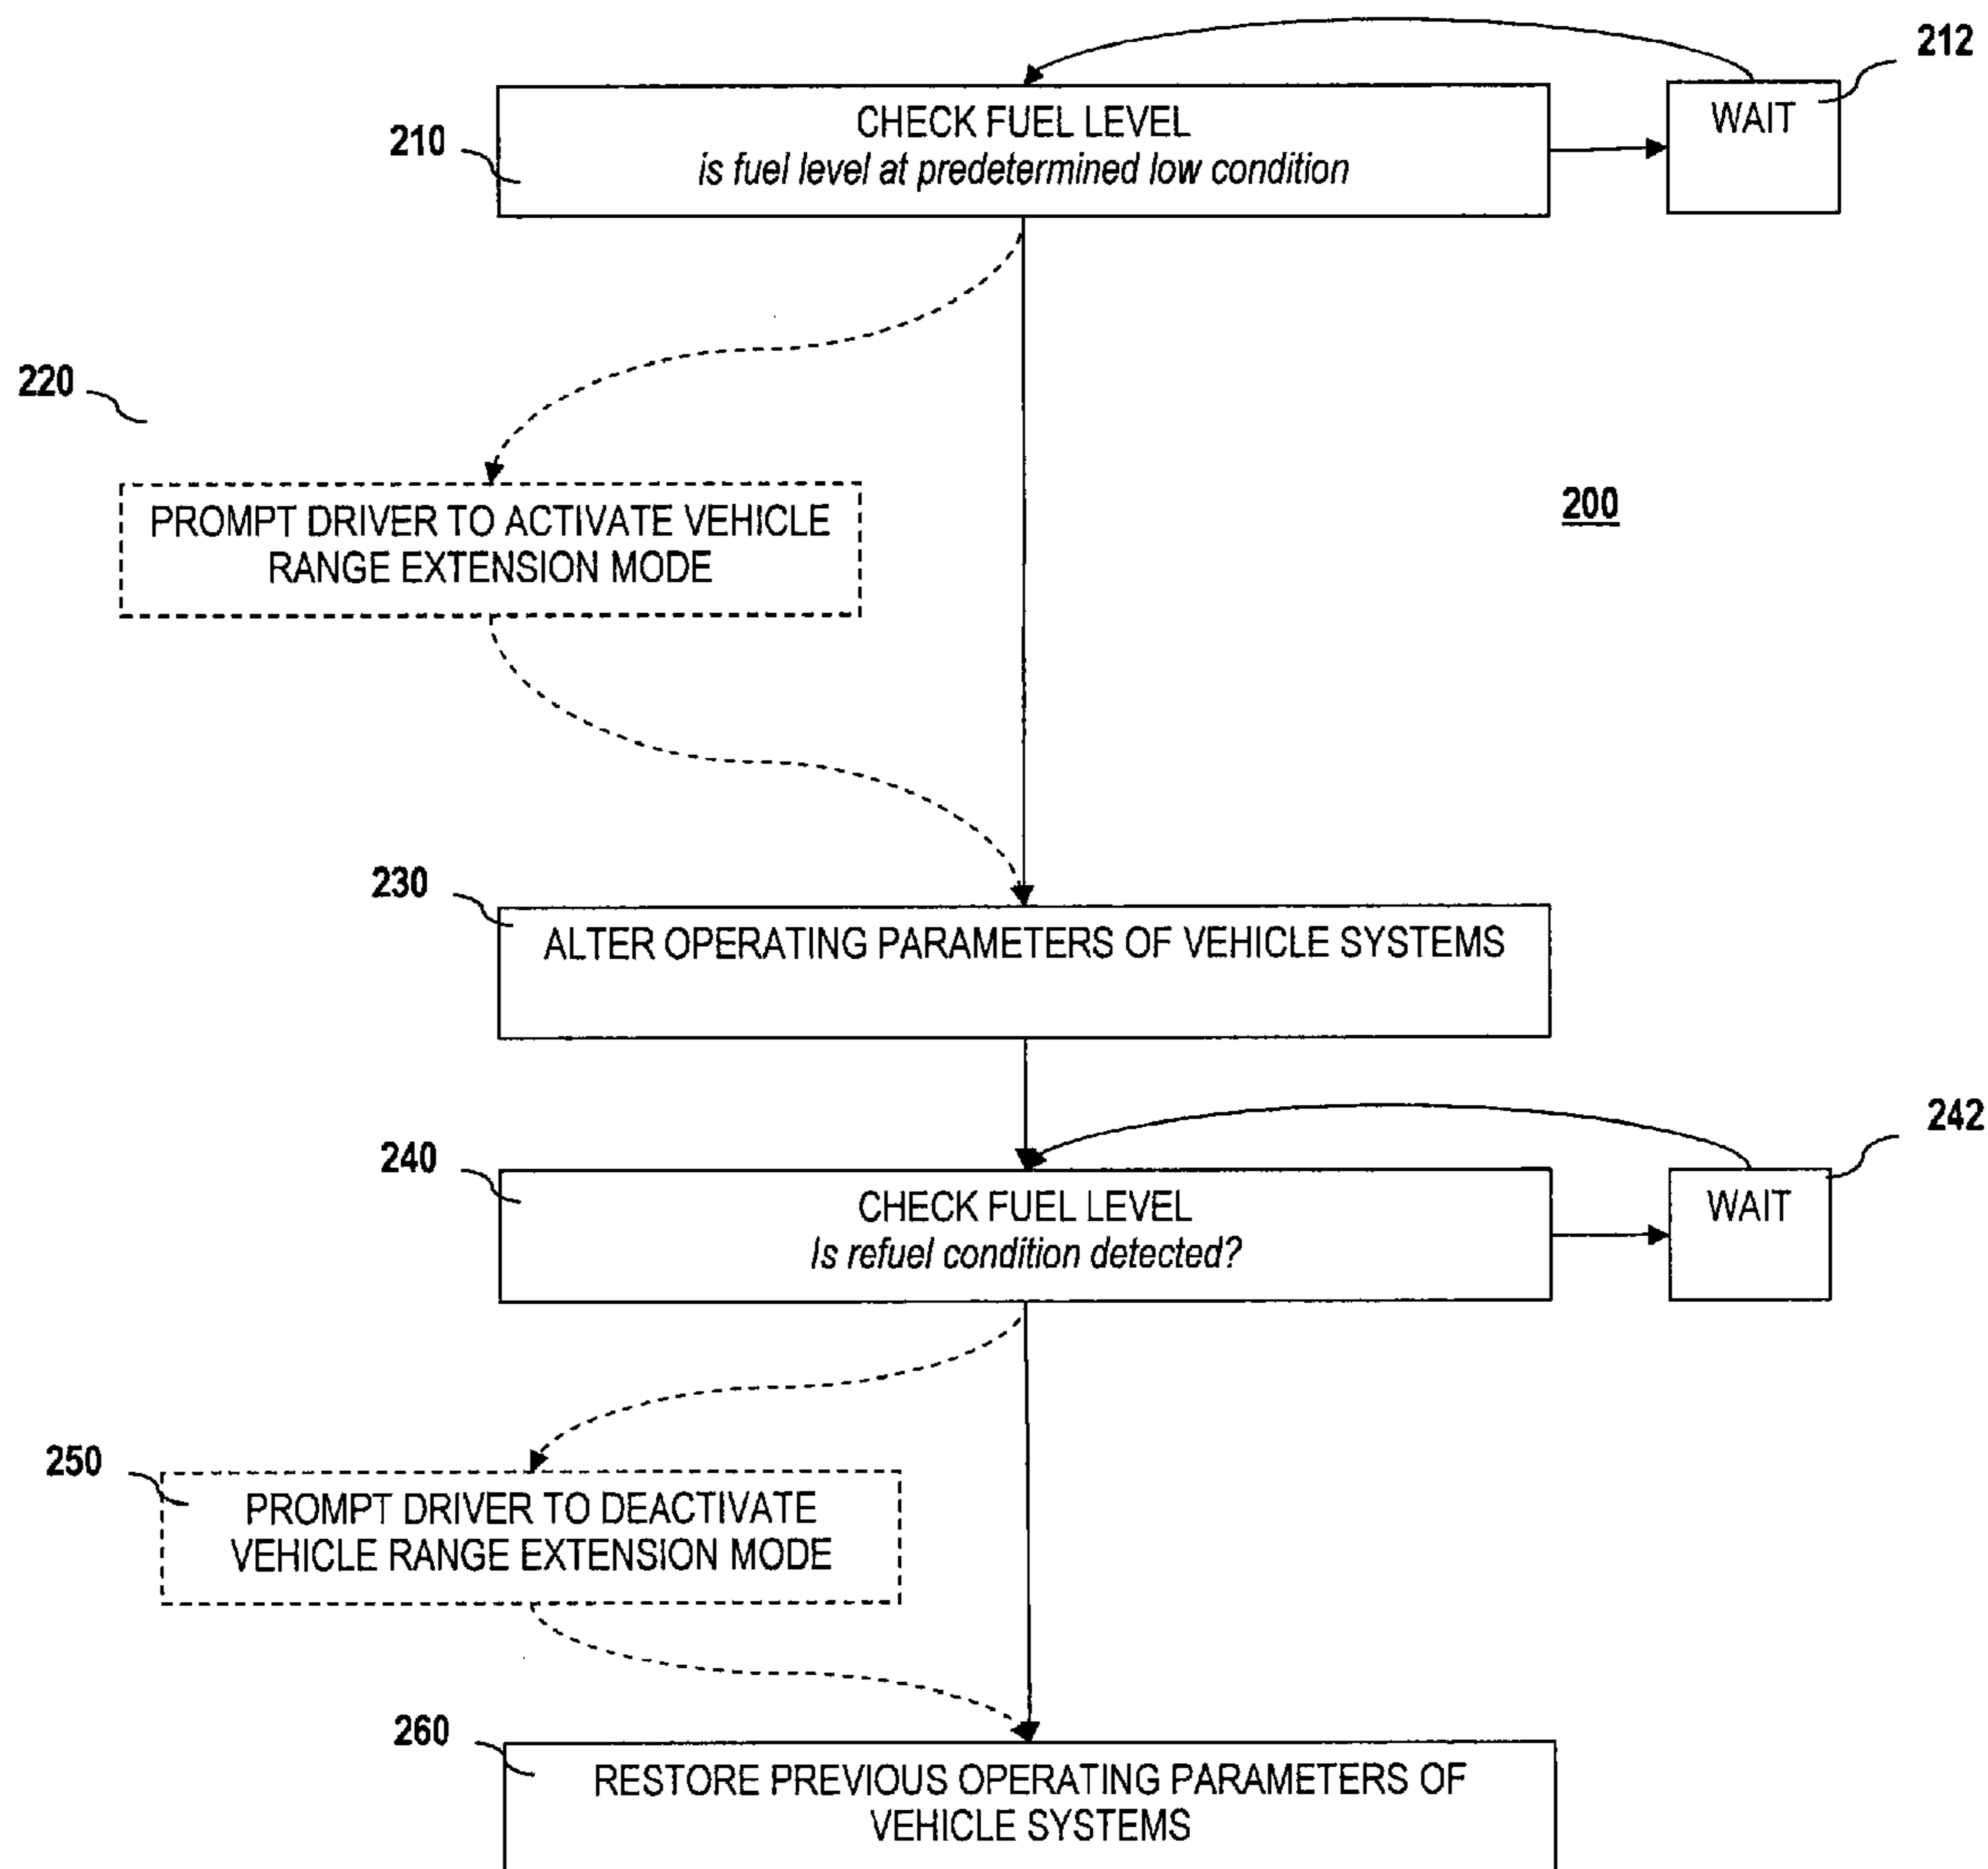 212
CHECK FUEL LEVEL
WAIT
210
is fuel level at predetermined low condition
220
200
PROMPT DRIVER TO ACTIVATE VEHICLE
RANGE EXTENSION MODE
230
ALTER OPERATING PARAMETERS OF VEHICLE SYSTEMS
242
240
CHECK FUEL LEVEL
WAIT
Is refuel condition detected?
250
PROMPT DRIVER TO DEACTIVATE
VEHICLE RANGE EXTENSION MODE
260
RESTORE PREVIOUS OPERATING PARAMETERS OF
VEHICLE SYSTEMS